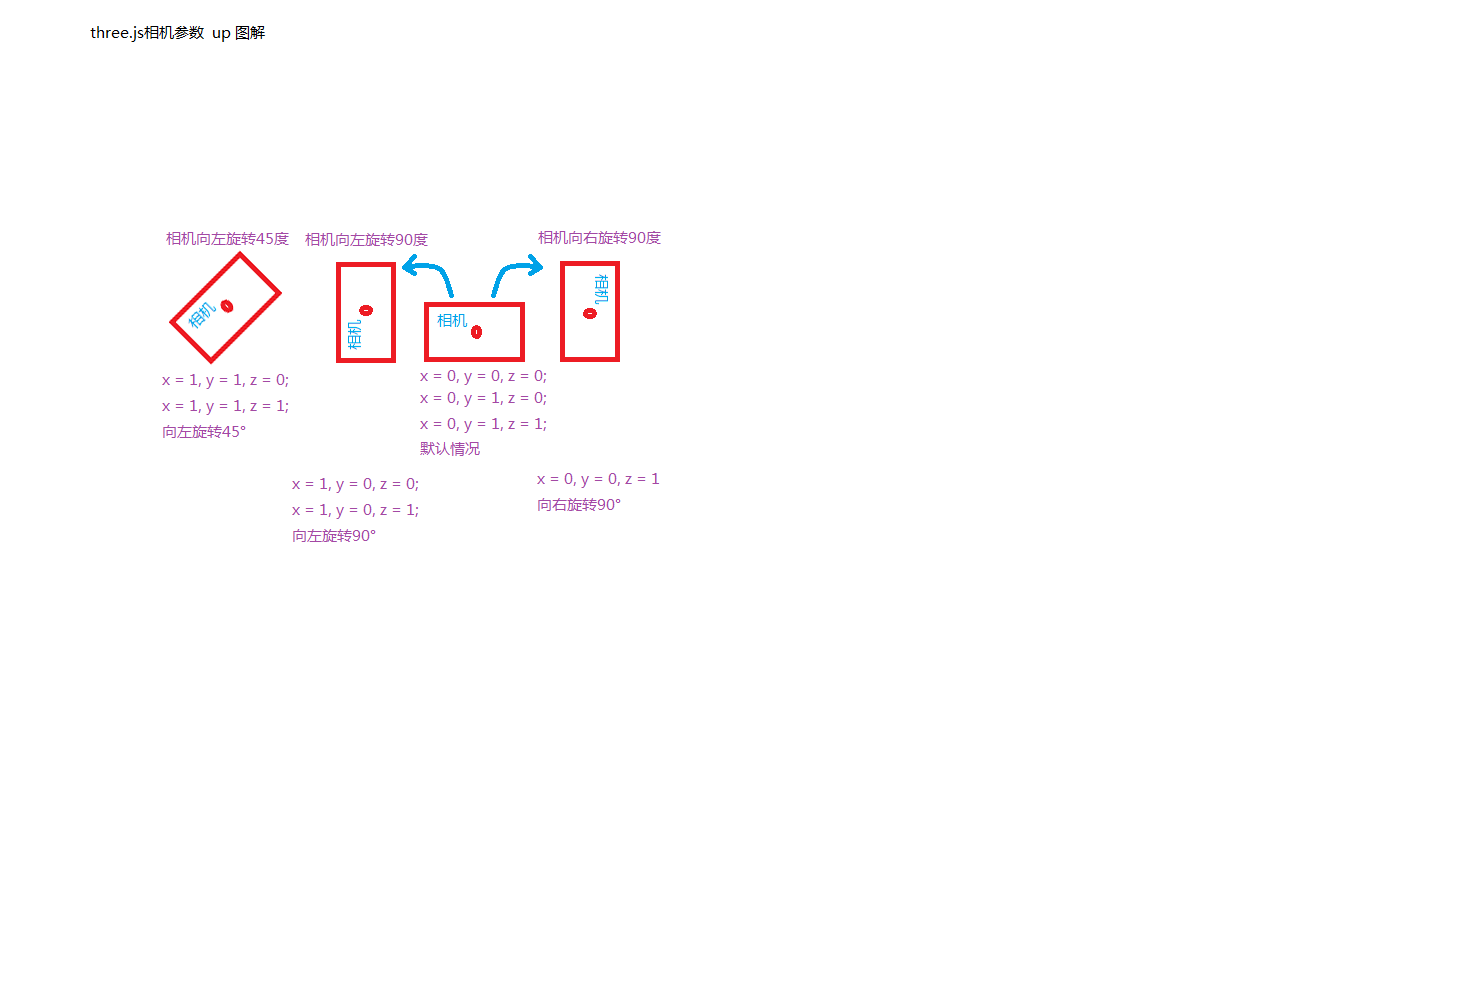 three.js相机参数 up 图解
相机向左旋转45度
相机向左旋转90度
相机向右旋转90度
相机
相机
相机
相机
x = 1, y = 1, z = 0;
x = 1, y = 1, z = 1;
向左旋转45°
x = 1, y = 0, z = 0;
x = 1, y = 0, z = 1;
向左旋转90°
x = 0, y = 0, z = 0;
x = 0, y = 1, z = 0;
x = 0, y = 1, z = 1;
默认情况
x = 0, y = 0, z = 1
向右旋转90°